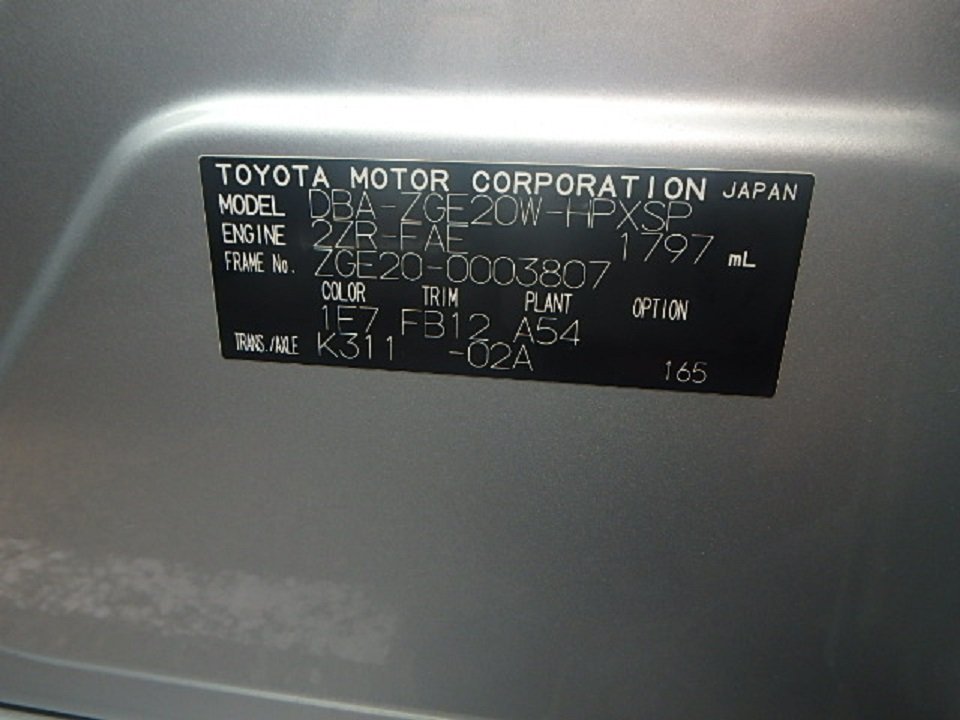 TOYOTA MOTOR CORPORATION JAPAN
MODEL DBA-ZGE20W-HPXSP
ENGINE 2ZR-FAE 1797 mL
FRAME No. ZGE20-0003807
COLOR TRIM PLANT OPTION
1E7 FB12 A54
TRANS./AXLE K311 -02A 165